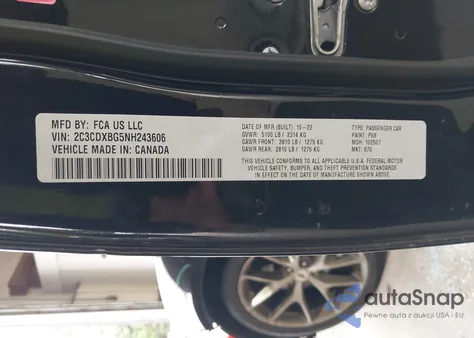 MFD BY: FCA US LLC
VIN: 2C3CDXBG5NH243606
VEHICLE MADE IN: CANADA
DATE OF MFR (BUILT): 10-22
GVWR: 5100 LB / 2314 KG
GAWR FRONT: 2810 LB / 1275 KG
GAWR REAR: 2810 LB / 1275 KG
TYPE: PASSENGER CAR
PAINT: PX8
MDH: 102507
MKT: 876
THIS VEHICLE CONFORMS TO ALL APPLICABLE U.S.A. FEDERAL MOTOR
VEHICLE SAFETY, BUMPER, AND THEFT PREVENTION STANDARDS IN
EFFECT ON THE DATE OF MANUFACTURE SHOWN ABOVE.
autoSnap
Pewne auta z aukcji USA i EU